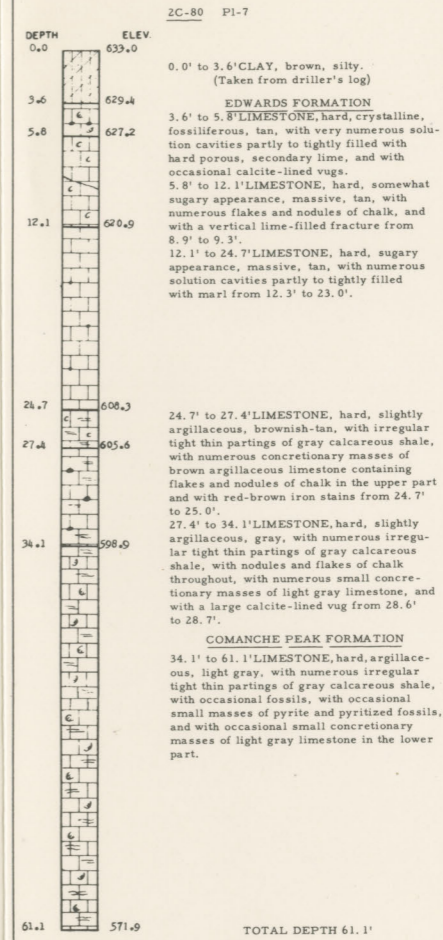 2C-80 P1-7
DEPTH ELEV.
0.0 633.0
0.0' to 3.6'CLAY, brown, silty.
(Taken from driller's log)
3.6 629.4
EDWARDS FORMATION
3.6' to 5.8'LIMESTONE, hard, crystalline,
fossiliferous, tan, with very numerous solu-
tion cavities partly to tightly filled with
hard porous, secondary lime, and with
occasional calcite-lined vugs.
5.8 627.2
5.8' to 12.1'LIMESTONE, hard, somewhat
sugary appearance, massive, tan, with
numerous flakes and nodules of chalk, and
with a vertical lime-filled fracture from
8.9' to 9.3'.
12.1 620.9
12.1' to 24.7'LIMESTONE, hard, sugary
appearance, massive, tan, with numerous
solution cavities partly to tightly filled
with marl from 12.3' to 23.0'.
24.7 608.3
24.7' to 27.4'LIMESTONE, hard, slightly
argillaceous, brownish-tan, with irregular
tight thin partings of gray calcareous shale,
with numerous concretionary masses of
brown argillaceous limestone containing
flakes and nodules of chalk in the upper part
and with red-brown iron stains from 24.7'
to 25.0'.
27.4 605.6
27.4' to 34.1'LIMESTONE, hard, slightly
argillaceous, gray, with numerous irregu-
lar tight thin partings of gray calcareous
shale, with nodules and flakes of chalk
throughout, with numerous small concre-
tionary masses of light gray limestone, and
with a large calcite-lined vug from 28.6'
to 28.7'.
34.1 598.9
COMANCHE PEAK FORMATION
34.1' to 61.1'LIMESTONE, hard, argillace-
ous, light gray, with numerous irregular
tight thin partings of gray calcareous shale,
with occasional fossils, with occasional
small masses of pyrite and pyritized fossils,
and with occasional small concretionary
masses of light gray limestone in the lower
part.
61.1 571.9
TOTAL DEPTH 61.1'